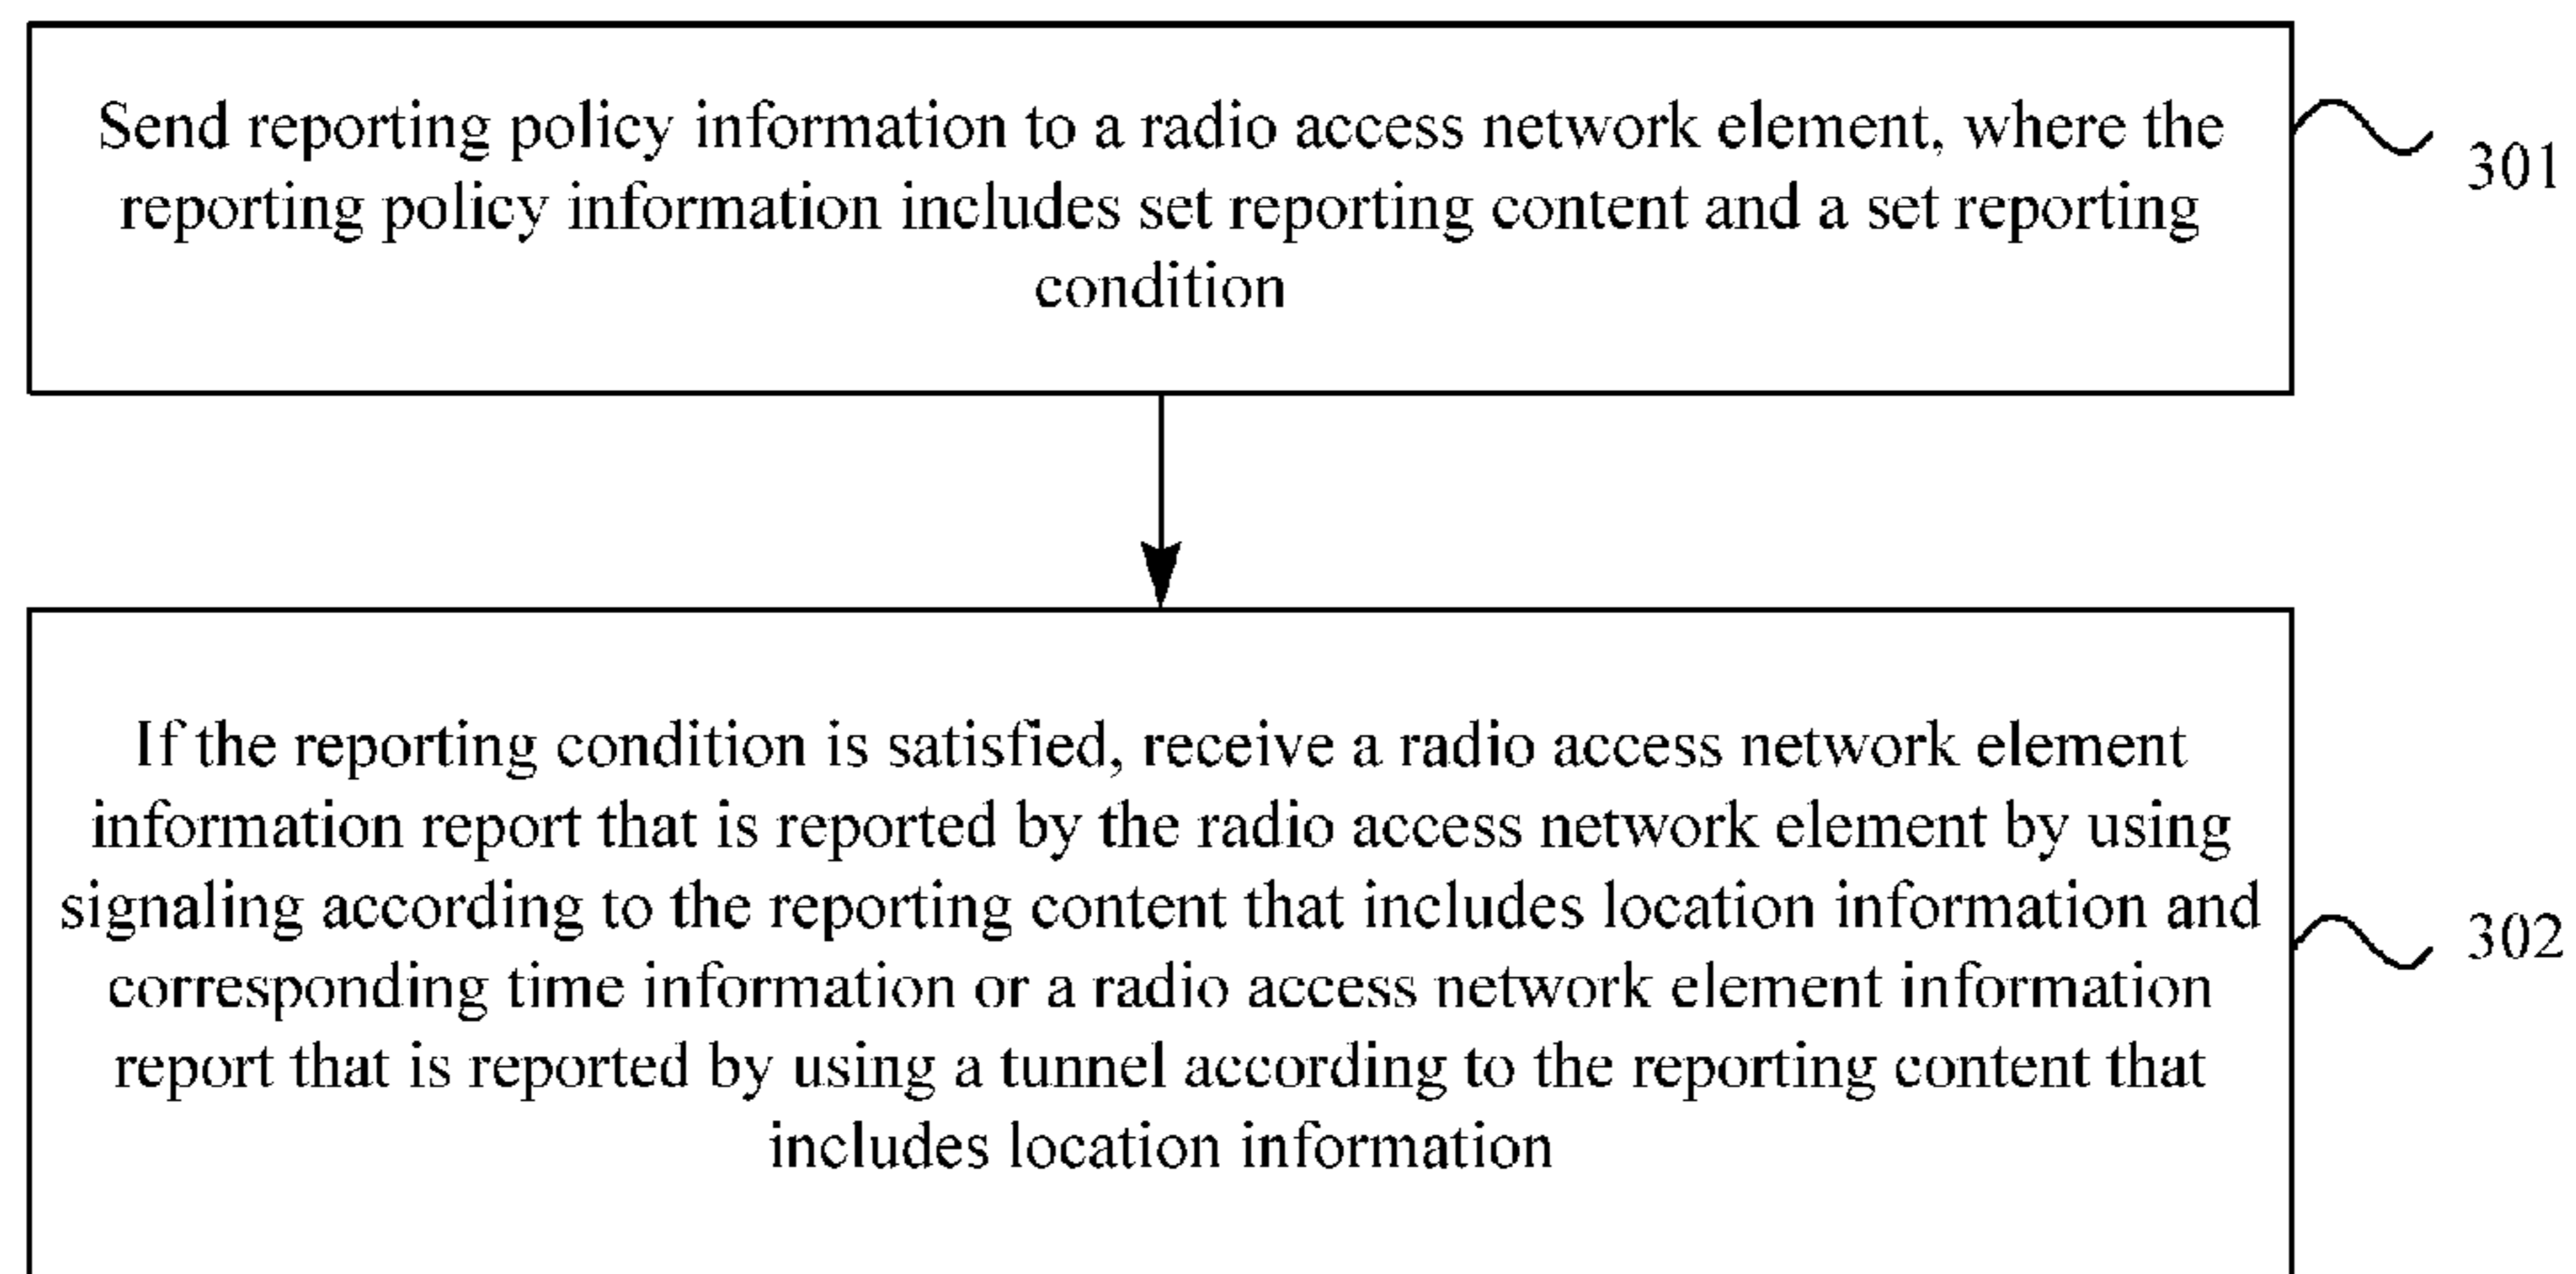 Send reporting policy information to a radio access network element, where the
reporting policy information includes set reporting content and a set reporting
condition
301
If the reporting condition is satisfied, receive a radio access network element
information report that is reported by the radio access network element by using
signaling according to the reporting content that includes location information and
corresponding time information or a radio access network element information
report that is reported by using a tunnel according to the reporting content that
includes location information
302